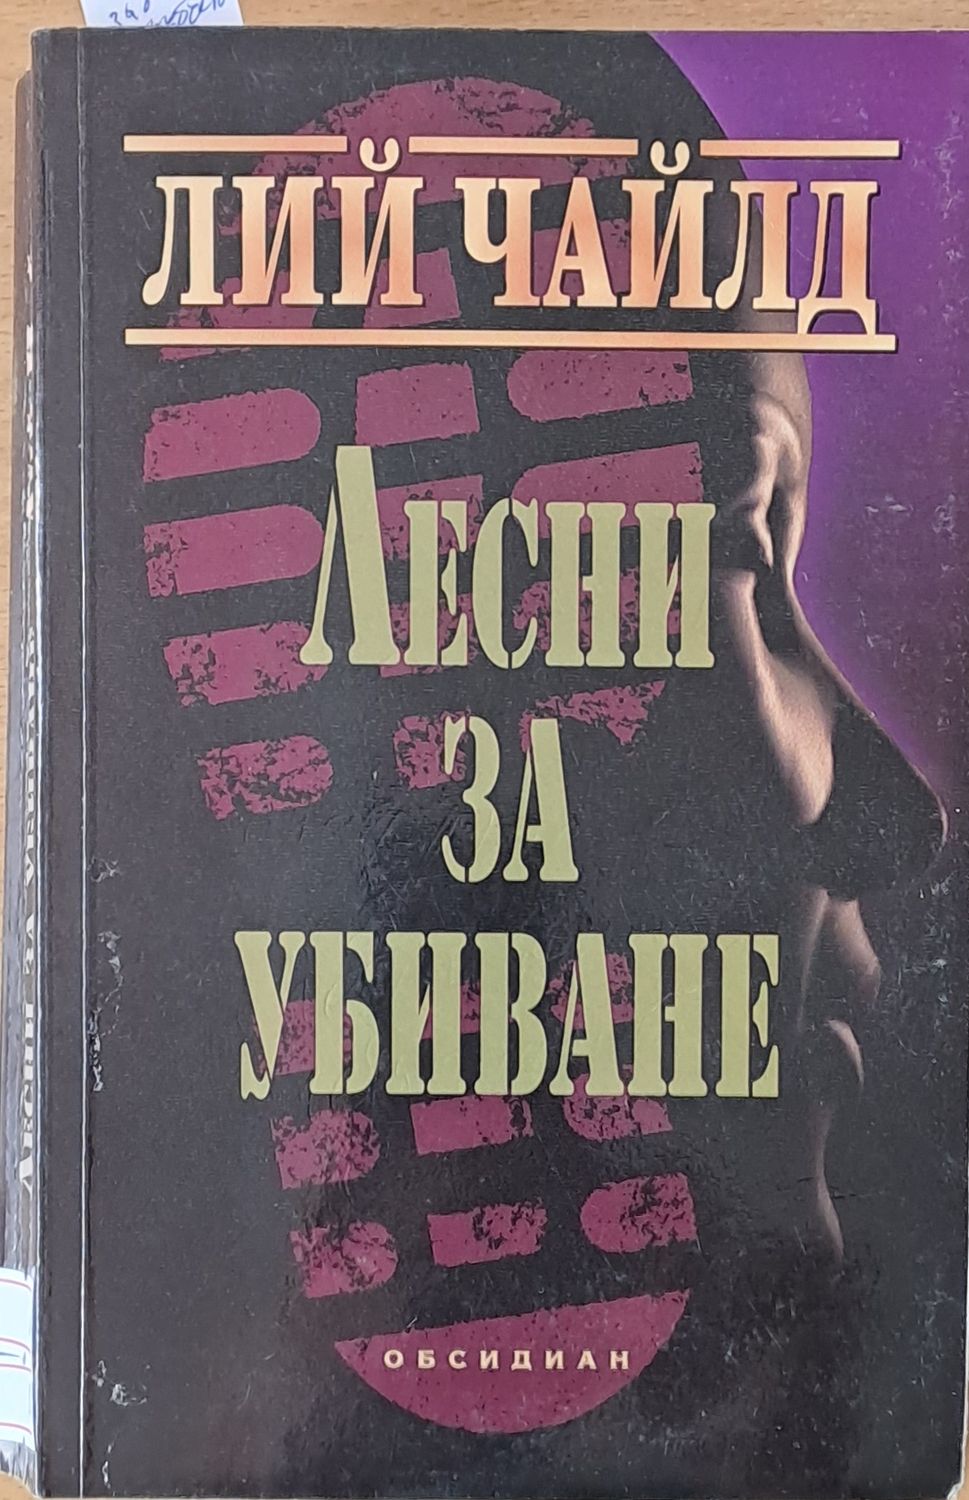 ЛИЙ ЧАЙЛД
ЛЕСНИ
ЗА
УБИВАНЕ
ОБСИДИАН